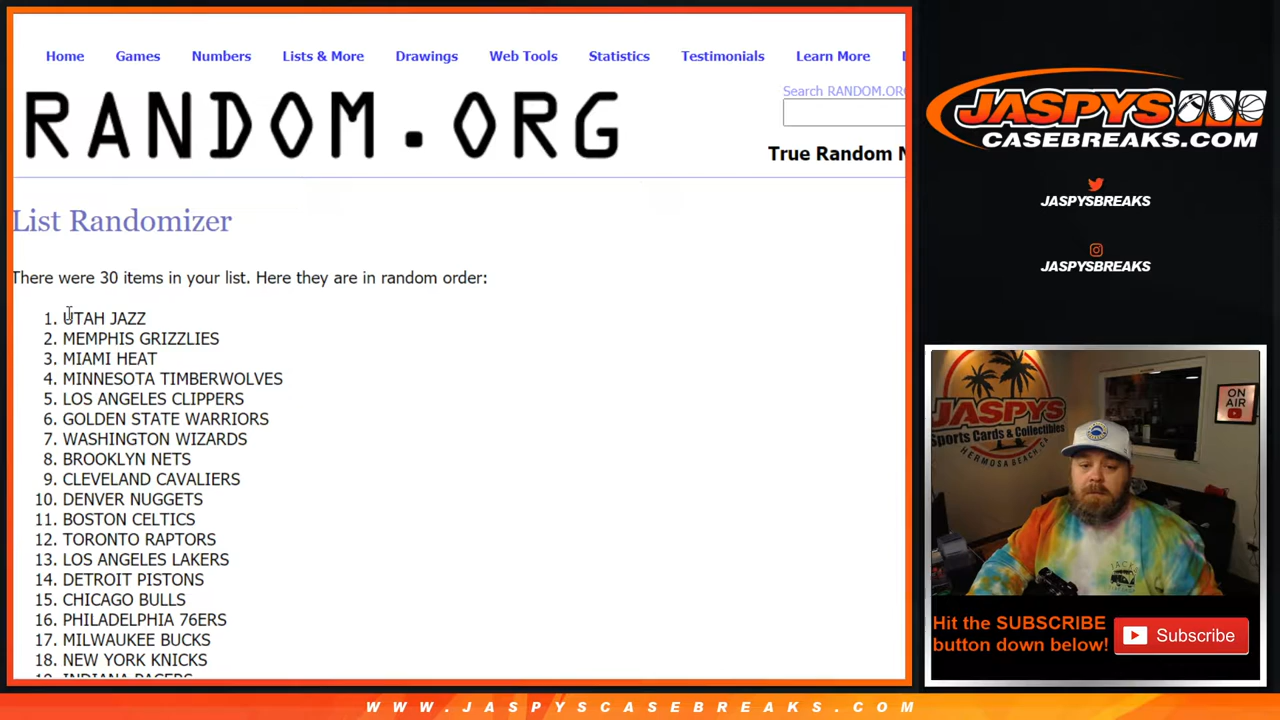 Home Games Numbers Lists & More Drawings Web Tools Statistics Testimonials Learn More
Search RANDOM.ORG
RANDOM.ORG
True Random
List Randomizer
There were 30 items in your list. Here they are in random order:
1. UTAH JAZZ
2. MEMPHIS GRIZZLIES
3. MIAMI HEAT
4. MINNESOTA TIMBERWOLVES
5. LOS ANGELES CLIPPERS
6. GOLDEN STATE WARRIORS
7. WASHINGTON WIZARDS
8. BROOKLYN NETS
9. CLEVELAND CAVALIERS
10. DENVER NUGGETS
11. BOSTON CELTICS
12. TORONTO RAPTORS
13. LOS ANGELES LAKERS
14. DETROIT PISTONS
15. CHICAGO BULLS
16. PHILADELPHIA 76ERS
17. MILWAUKEE BUCKS
18. NEW YORK KNICKS
19. INDIANA PACERS
JASPYS
CASEBREAKS.COM
JASPYSBREAKS
JASPYSBREAKS
JASPYS
Sports Cards & Collectibles
HERMOSA BEACH, CA
ON AIR
JACKS
Hit the SUBSCRIBE
button down below!
Subscribe
WWW.JASPYSCASEBREAKS.COM